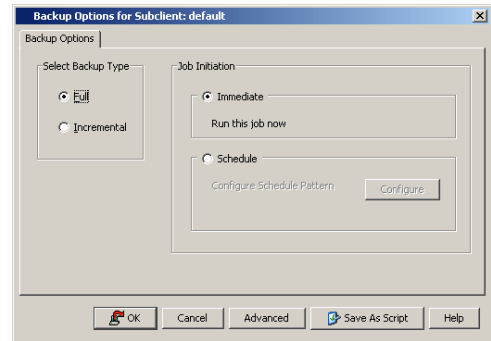 Backup Options for Subclient: default
Backup Options
Select Backup Type
Full
Incremental
Job Initiation
Immediate
Run this job now
Schedule
Configure Schedule Pattern
Configure
OK
Cancel
Advanced
Save As Script
Help